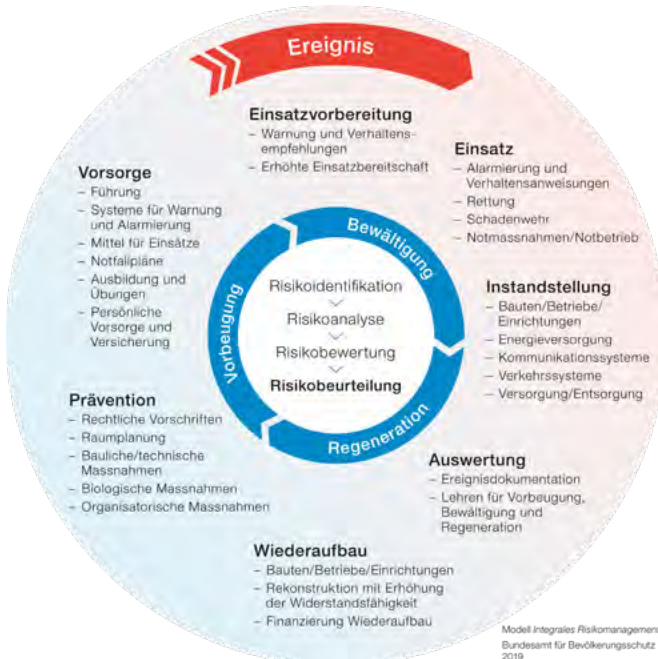 Ereignis
Einsatzvorbereitung
– Warnung und Verhaltens-
empfehlungen
– Erhöhte Einsatzbereitschaft
Einsatz
– Alarmierung und
Verhaltensanweisungen
– Rettung
– Schadenwehr
– Notmassnahmen/Notbetrieb
Vorsorge
– Führung
– Systeme für Warnung
und Alarmierung
– Mittel für Einsätze
– Notfallpläne
– Ausbildung und
Übungen
– Persönliche
Vorsorge und
Versicherung
Bewältigung
Vorbeugung
Regeneration
Risikoidentifikation
Risikoanalyse
Risikobewertung
Risikobeurteilung
Instandstellung
– Bauten/Betriebe/
Einrichtungen
– Energieversorgung
– Kommunikationssysteme
– Verkehrssysteme
– Versorgung/Entsorgung
Prävention
– Rechtliche Vorschriften
– Raumplanung
– Bauliche/technische
Massnahmen
– Biologische Massnahmen
– Organisatorische Massnahmen
Auswertung
– Ereignisdokumentation
– Lehren für Vorbeugung,
Bewältigung und
Regeneration
Wiederaufbau
– Bauten/Betriebe/Einrichtungen
– Rekonstruktion mit Erhöhung
der Widerstandsfähigkeit
– Finanzierung Wiederaufbau
Modell Integrales Risikomanagement
Bundesamt für Bevölkerungsschutz
2019